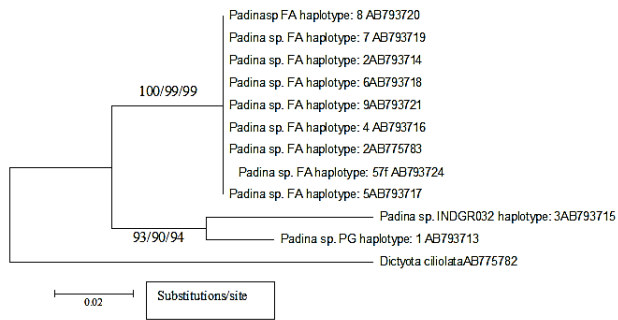 Padinasp FA haplotype: 8 AB793720
Padina sp. FA haplotype: 7 AB793719
Padina sp. FA haplotype: 2AB793714
Padina sp. FA haplotype: 6AB793718
100/99/99
Padina sp. FA haplotype: 9AB793721
Padina sp. FA haplotype: 4 AB793716
Padina sp. FA haplotype: 2AB775783
Padina sp. FA haplotype: 57f AB793724
Padina sp. FA haplotype: 5AB793717
Padina sp. INDGR032 haplotype: 3AB793715
93/90/94
Padina sp. PG haplotype: 1 AB793713
Dictyota ciliolataAB775782
0.02
Substitutions/site